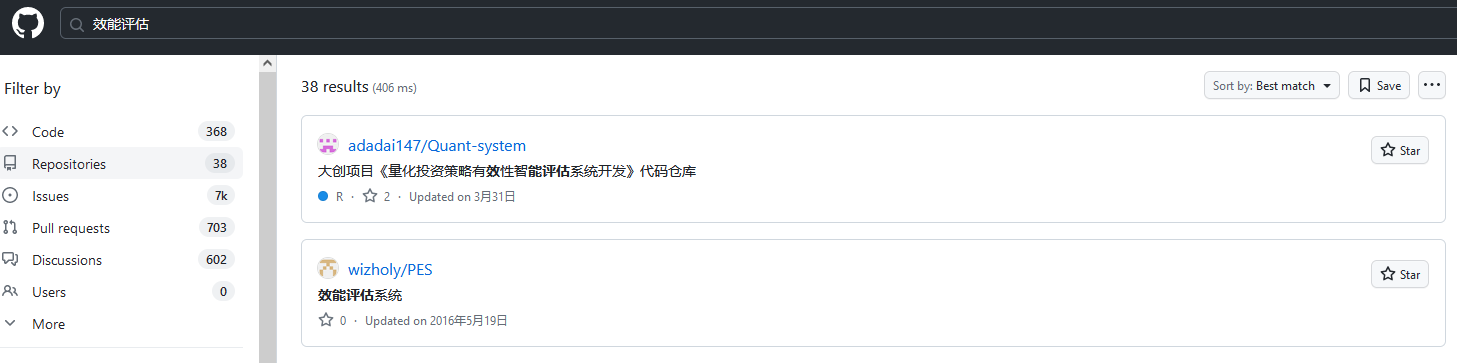 效能评估
Filter by
Code 368
Repositories 38
Issues 7k
Pull requests 703
Discussions 602
Users 0
More
38 results (406 ms)
Sort by: Best match
Save
adadai147/Quant-system
Star
大创项目《量化投资策略有效性智能评估系统开发》代码仓库
R · 2 · Updated on 3月31日
wizholy/PES
Star
效能评估系统
0 · Updated on 2016年5月19日